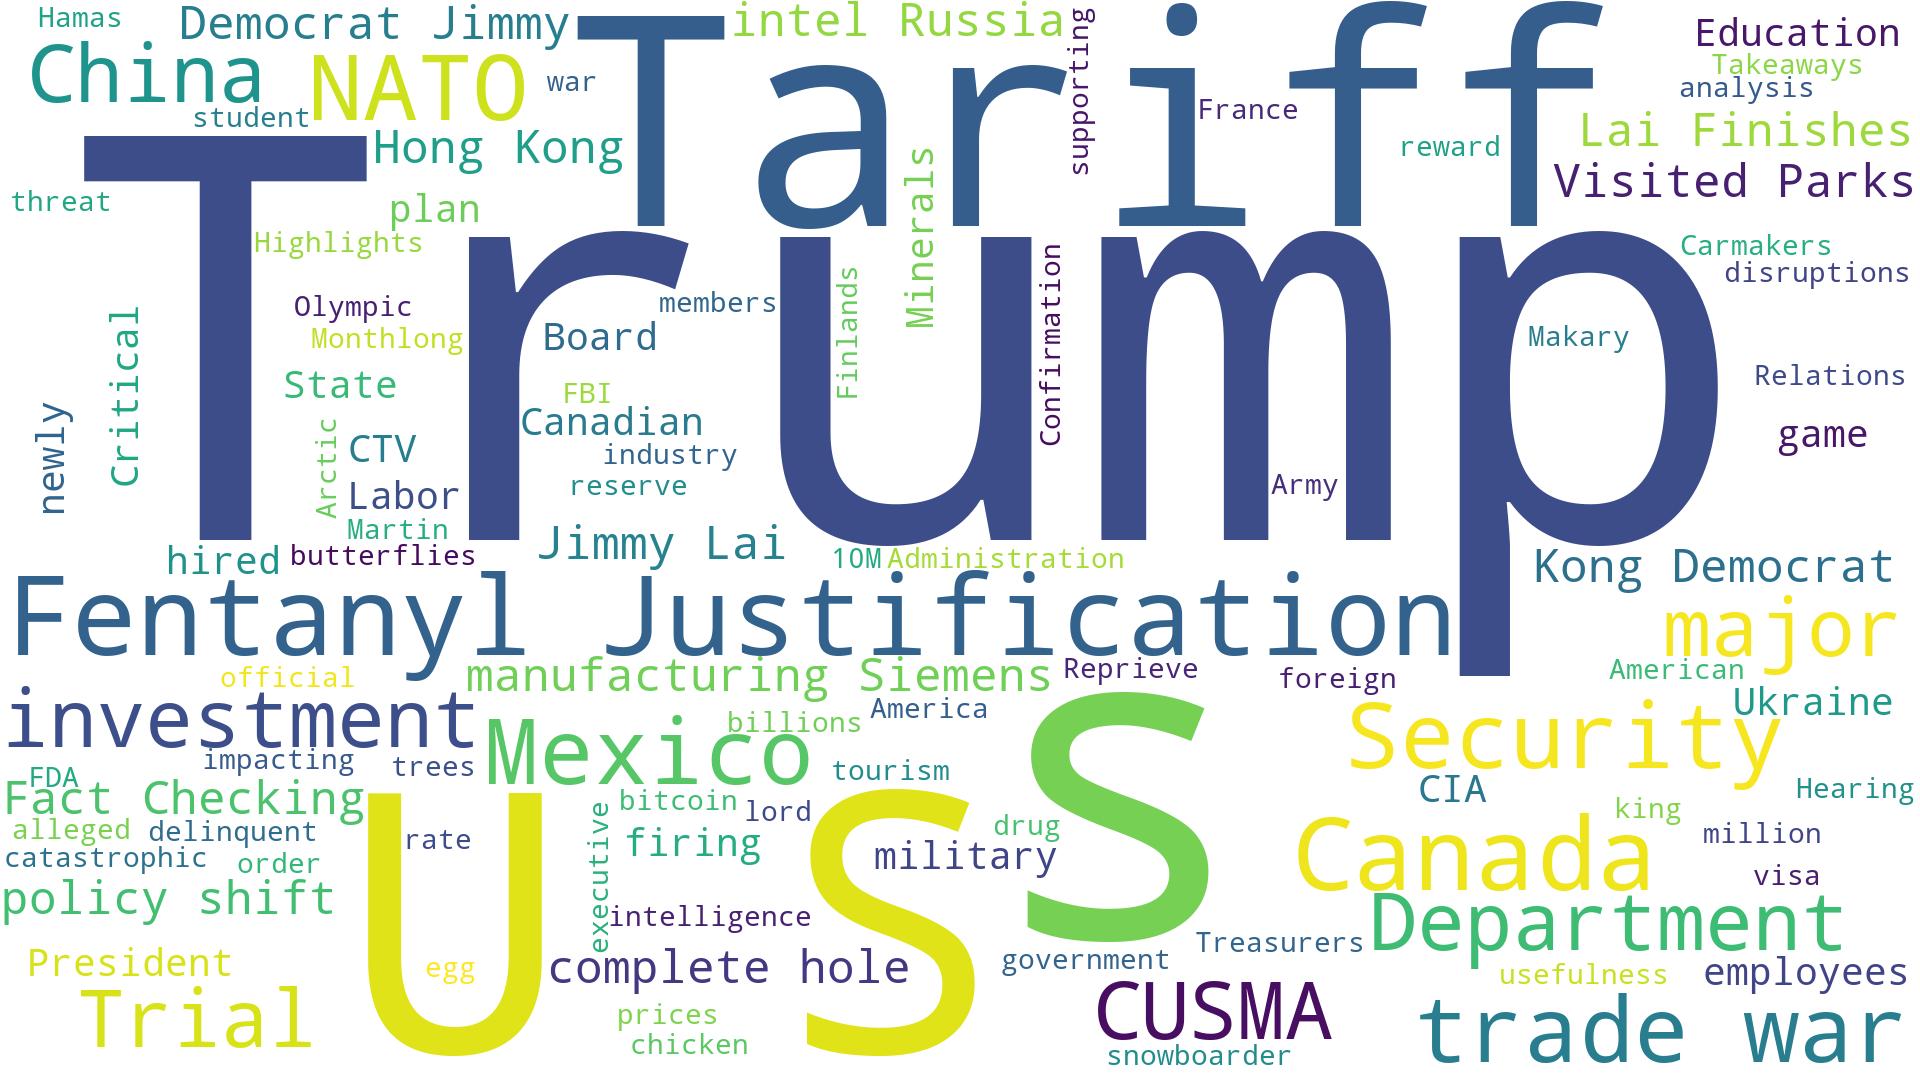 Hamas
Democrat Jimmy
Tariff
intel Russia
supporting
Education
Takeaways
China
NATO
war
France
analysis
student
Hong Kong
reward
Lai Finishes
Trump
Minerals
Visited Parks
threat
plan
Highlights
Carmakers
disruptions
Critical
Olympic
members
Finlands
Confirmation
Monthlong
Board
Makary
State
FBI
Relations
newly
Arctic
CTV
Canadian
industry
game
Labor
reserve
Army
Martin
hired
butterflies
Jimmy Lai
10M
Administration
Kong Democrat
Fentanyl Justification
major
official
manufacturing Siemens
Reprieve
foreign
American
investment
Mexico
billions
America
S
Security
Ukraine
impacting
trees
tourism
FDA
Fact Checking
U S
executive
bitcoin
lord
CIA
Hearing
king
alleged
delinquent
rate
firing
drug
million
catastrophic
order
military
Canada
visa
policy shift
intelligence
Department
President
egg
complete hole
government
Treasurers
usefulness
employees
Trial
prices
chicken
CUSMA
snowboarder
trade war